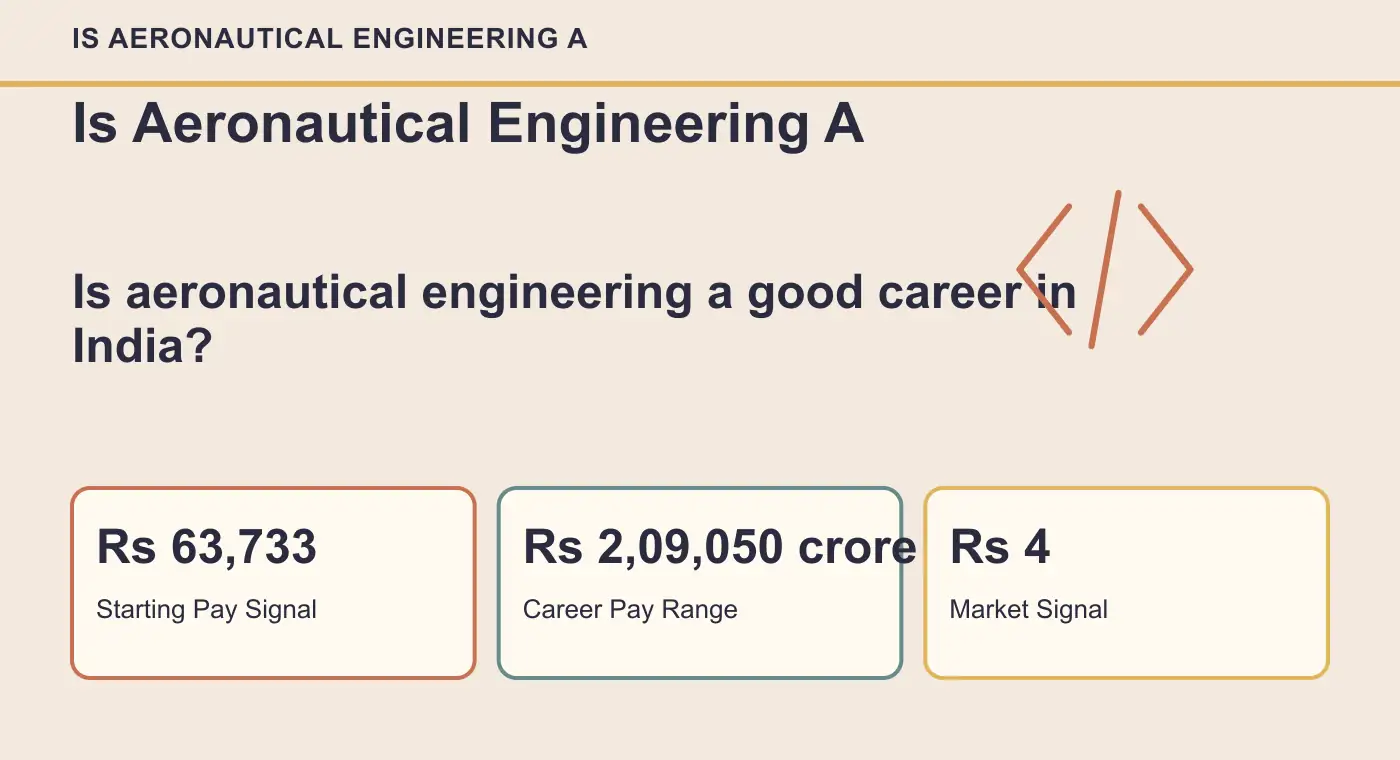 IS AERONAUTICAL ENGINEERING A
Is Aeronautical Engineering A
Is aeronautical engineering a good career in
India?
Rs 63,733
Starting Pay Signal
Rs 2,09,050 crore
Career Pay Range
Rs 4
Market Signal